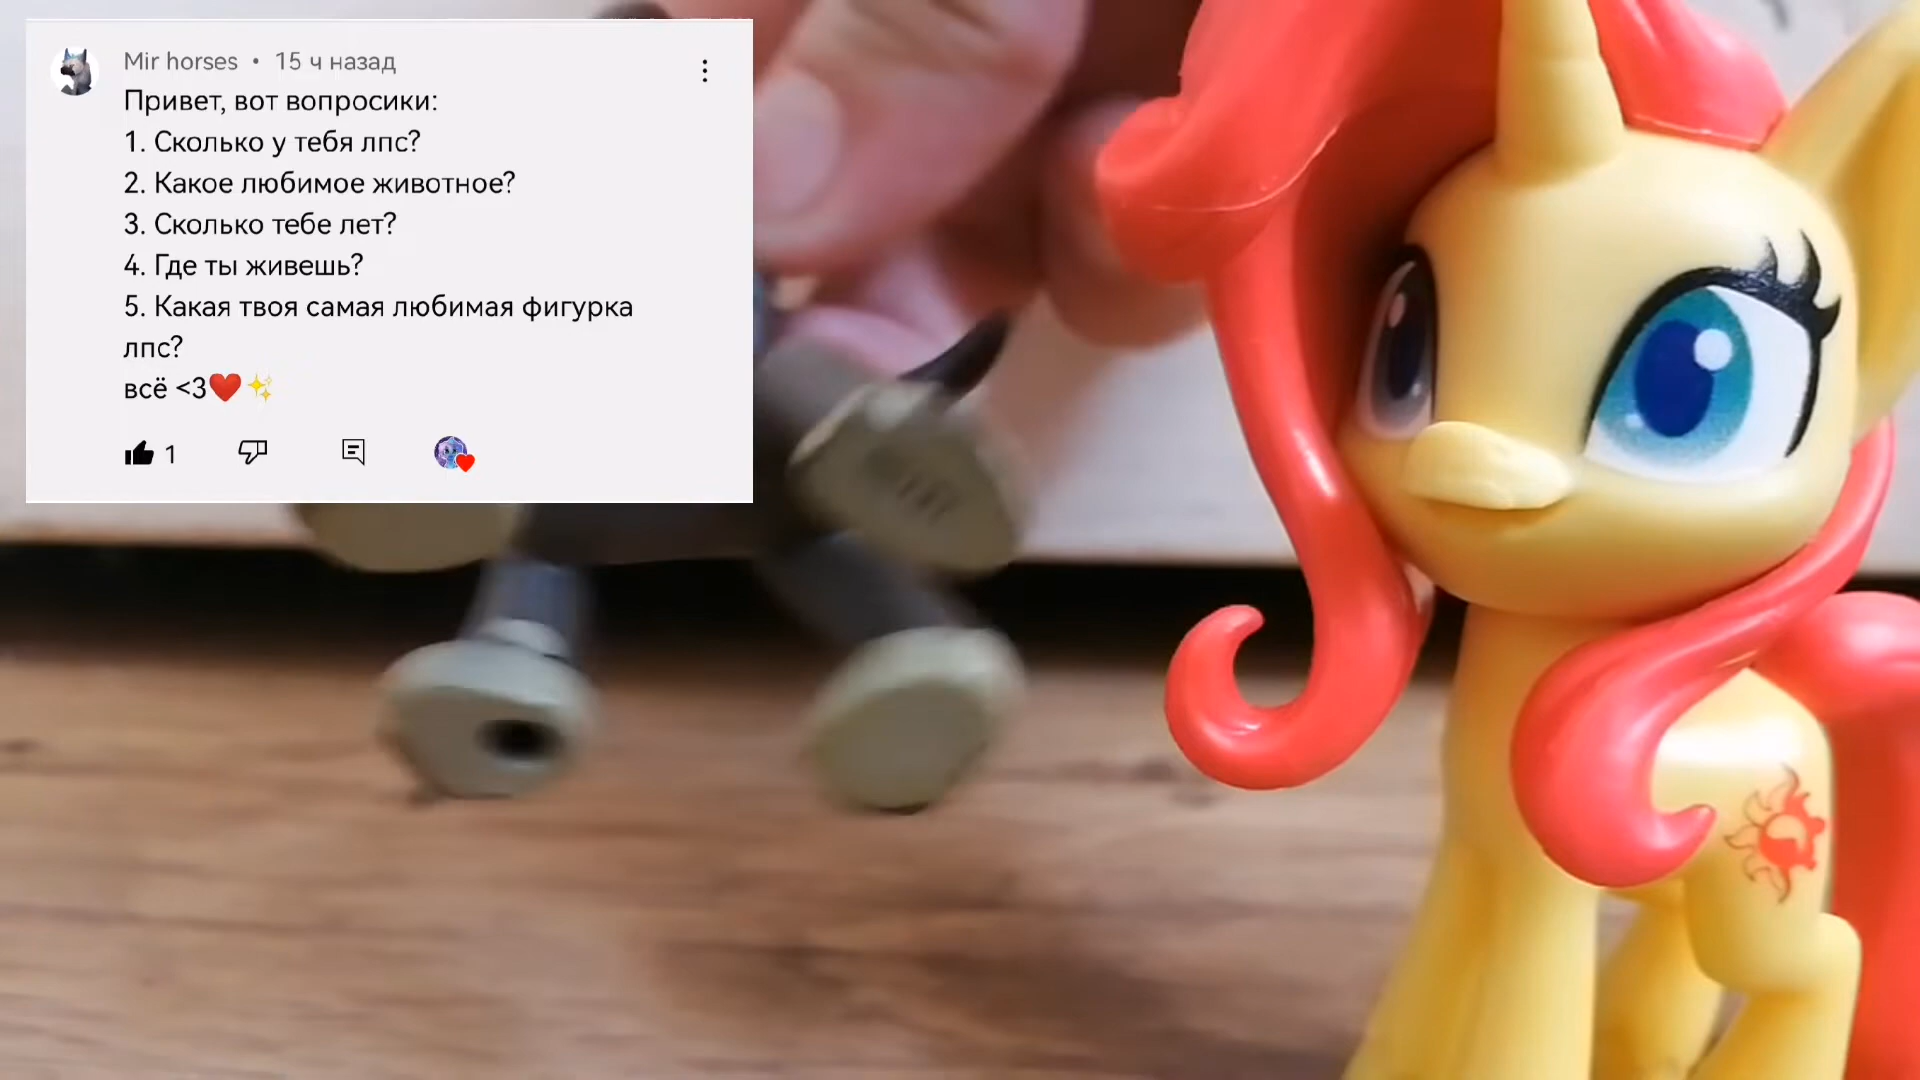 Mir horses • 15 ч назад
Привет, вот вопросики:
1. Сколько у тебя лпс?
2. Какое любимое животное?
3. Сколько тебе лет?
4. Где ты живешь?
5. Какая твоя самая любимая фигурка
лпс?
всё <3❤️✨
1